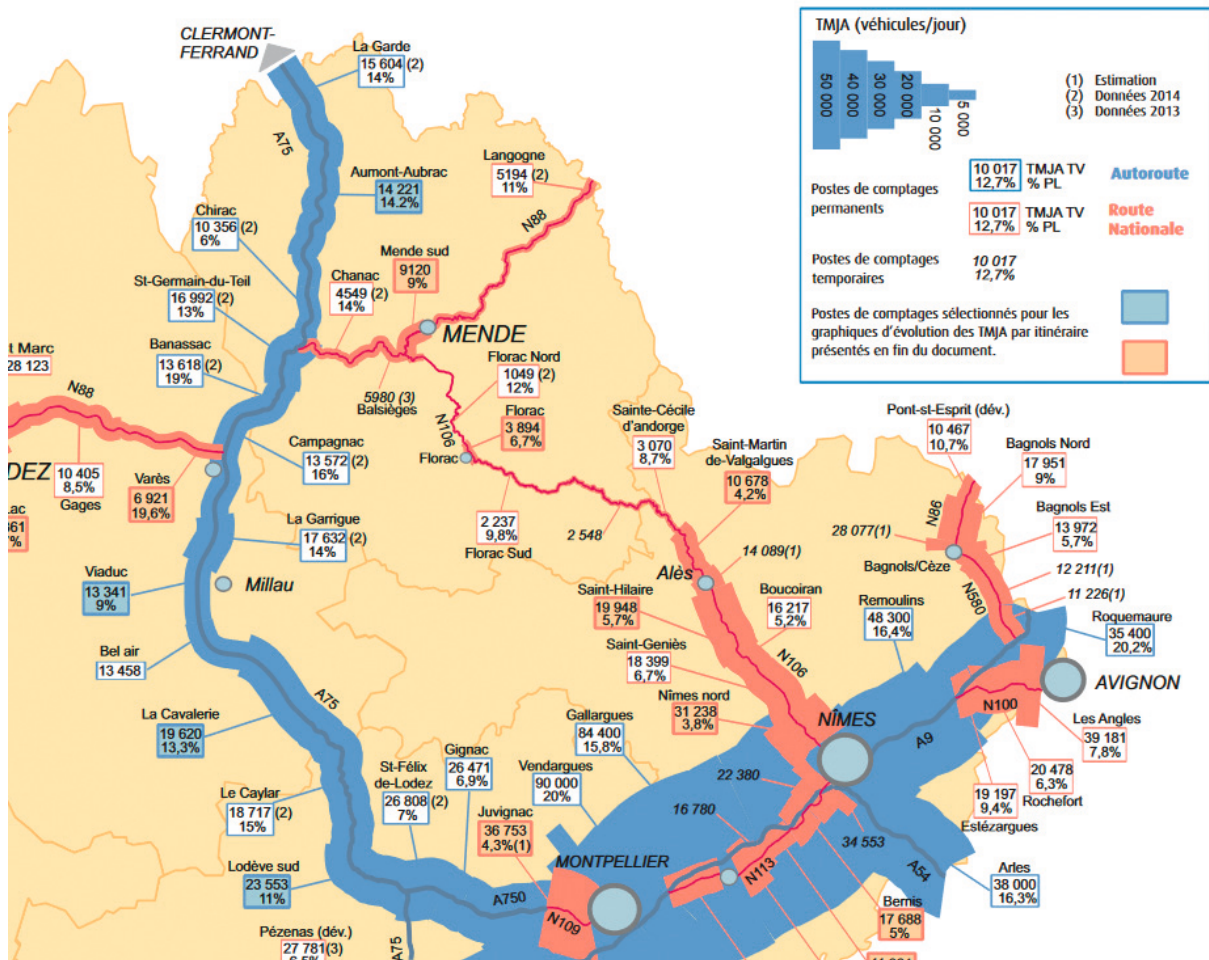 CLERMONT-
FERRAND
La Garde
15 604 (2)
14%
A75
Aumont-Aubrac
14 221
14.2%
Chirac
10 356 (2)
6%
St-Germain-du-Teil
16 992 (2)
13%
Banassac
13 618 (2)
19%
Langogne
5194 (2)
11%
N88
Mende sud
9120
9%
Chanac
4549 (2)
14%
MENDE
5980 (3)
Balsièges
Florac Nord
1049 (2)
12%
N106
Florac
3 894
6,7%
Florac
t Marc
28 123
N88
DEZ
10 405
8,5%
Gages
Varès
6 921
19,6%
Lac
361
7%
Campagnac
13 572 (2)
16%
La Garrigue
17 632 (2)
14%
Viaduc
13 341
9%
Millau
Bel air
13 458
A75
La Cavalerie
19 620
13,3%
Le Caylar
18 717 (2)
15%
Lodève sud
23 553
11%
Pézenas (dév.)
27 781(3)
6,5%
A75
St-Félix
de-Lodez
26 808 (2)
7%
Gignac
26 471
6,9%
A750
Juvignac
36 753
4,3%(1)
N109
MONTPELLIER
Vendargues
90 000
20%
Gallargues
84 400
15,8%
16 780
22 380
N113
2 237
9,8%
Florac Sud
2 548
Sainte-Cécile
d'andorge
3 070
8,7%
Saint-Martin
de-Valgalgues
10 678
4,2%
14 089(1)
Alès
Boucoiran
16 217
5,2%
Saint-Hilaire
19 948
5,7%
Saint-Geniès
18 399
6,7%
N106
Nîmes nord
31 238
3,8%
NÎMES
Remoulins
48 300
16,4%
A9
34 553
A54
Bernis
17 688
5%
Arles
38 000
16,3%
Pont-st-Esprit (dév.)
10 467
10,7%
Bagnols Nord
17 951
9%
N86
28 077(1)
Bagnols/Cèze
Bagnols Est
13 972
5,7%
12 211(1)
11 226(1)
N580
Roquemaure
35 400
20,2%
AVIGNON
N100
Les Angles
39 181
7,8%
20 478
6,3%
Rochefort
19 197
9,4%
Estézargues
TMJA (véhicules/jour)
50 000
40 000
30 000
20 000
10 000
5 000
(1) Estimation
(2) Données 2014
(3) Données 2013
Postes de comptages
permanents
10 017
12,7%
TMJA TV
% PL
Autoroute
10 017
12,7%
TMJA TV
% PL
Route
Nationale
Postes de comptages
temporaires
10 017
12,7%
Postes de comptages sélectionnés pour les
graphiques d'évolution des TMJA par itinéraire
présentés en fin du document.